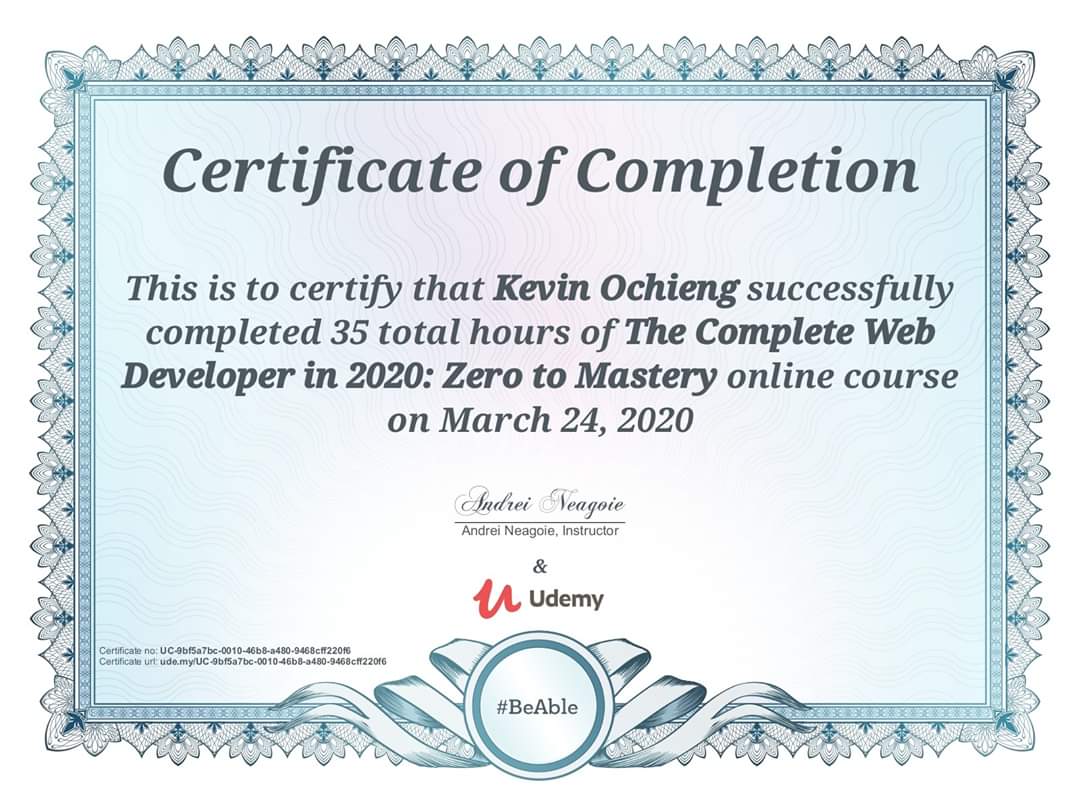 Certificate of Completion
This is to certify that Kevin Ochieng successfully
completed 35 total hours of The Complete Web
Developer in 2020: Zero to Mastery online course
on March 24, 2020
Andrei Neagoie
Andrei Neagoie, Instructor
&
Udemy
Certificate no: UC-9bf5a7bc-0010-46b8-a480-9468cff220f6
Certificate url: ude.my/UC-9bf5a7bc-0010-46b8-a480-9468cff220f6
#BeAble